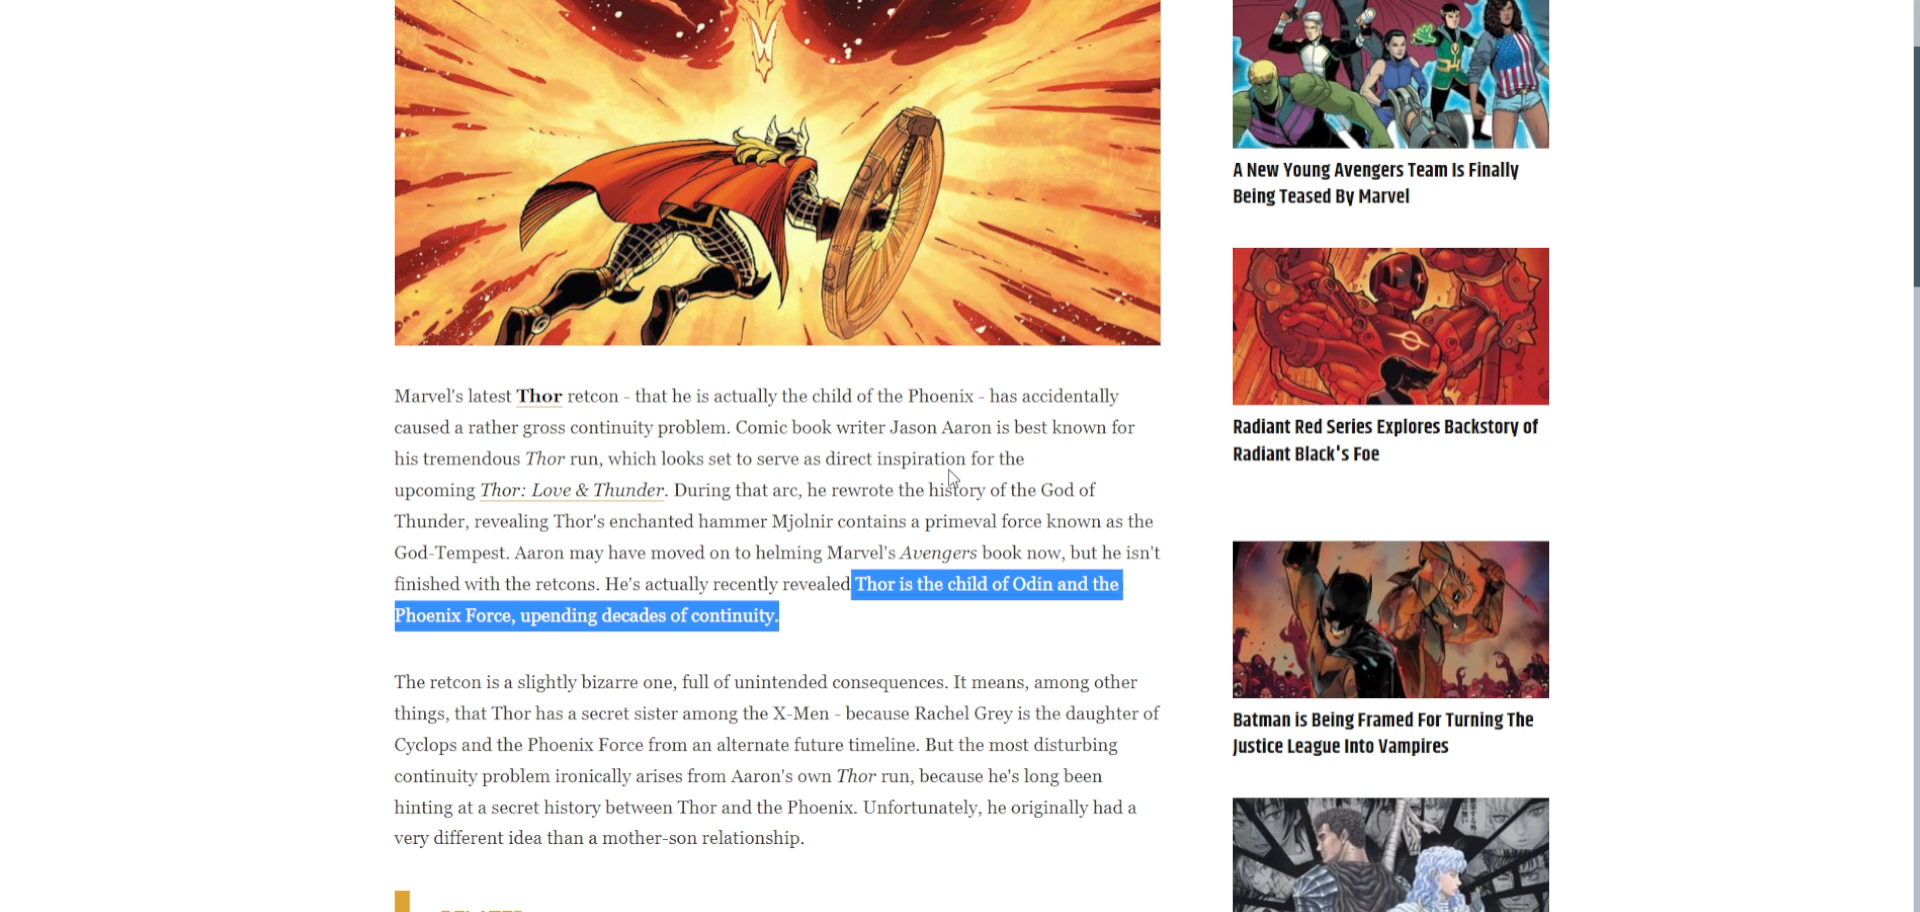 Marvel's latest Thor retcon - that he is actually the child of the Phoenix - has accidentally
caused a rather gross continuity problem. Comic book writer Jason Aaron is best known for
his tremendous Thor run, which looks set to serve as direct inspiration for the
upcoming Thor: Love & Thunder. During that arc, he rewrote the history of the God of
Thunder, revealing Thor's enchanted hammer Mjolnir contains a primeval force known as the
God-Tempest. Aaron may have moved on to helming Marvel's Avengers book now, but he isn't
finished with the retcons. He's actually recently revealed Thor is the child of Odin and the
Phoenix Force, upending decades of continuity.
The retcon is a slightly bizarre one, full of unintended consequences. It means, among other
things, that Thor has a secret sister among the X-Men - because Rachel Grey is the daughter of
Cyclops and the Phoenix Force from an alternate future timeline. But the most disturbing
continuity problem ironically arises from Aaron's own Thor run, because he's long been
hinting at a secret history between Thor and the Phoenix. Unfortunately, he originally had a
very different idea than a mother-son relationship.
A New Young Avengers Team Is Finally
Being Teased By Marvel
Radiant Red Series Explores Backstory of
Radiant Black's Foe
Batman is Being Framed For Turning The
Justice League Into Vampires